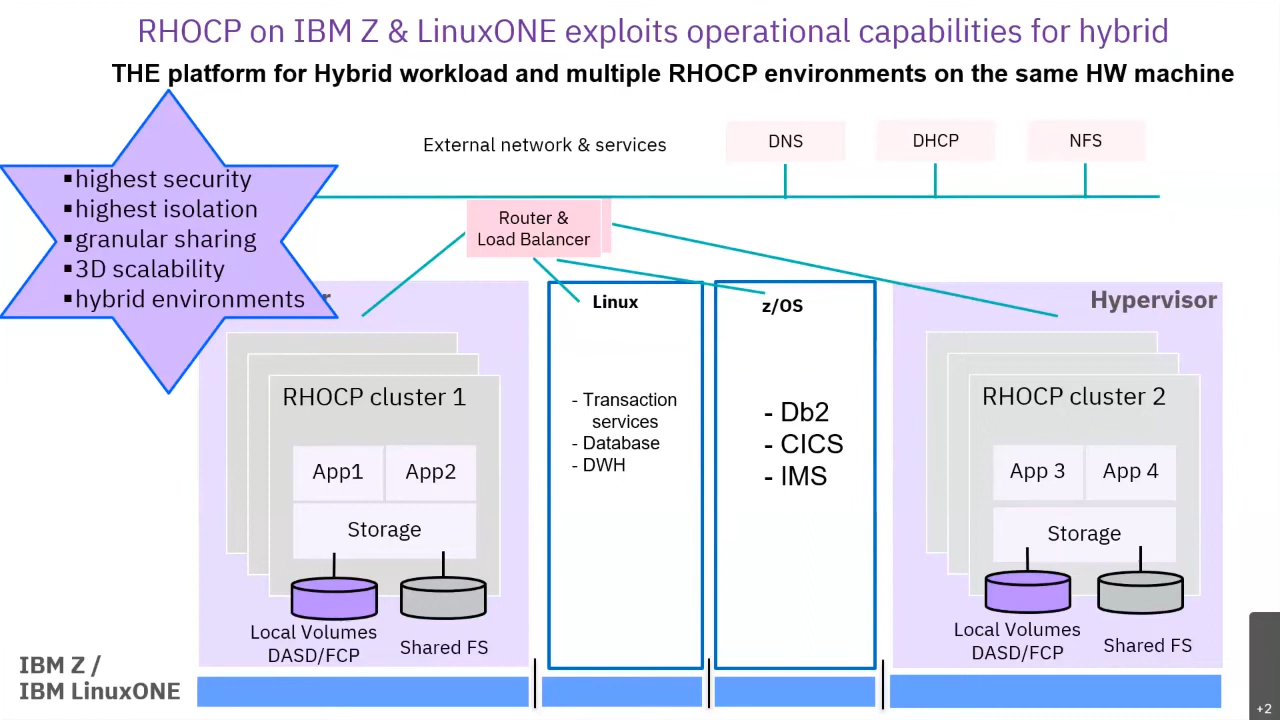 RHOCP on IBM Z & LinuxONE exploits operational capabilities for hybrid
THE platform for Hybrid workload and multiple RHOCP environments on the same HW machine
▪highest security
▪highest isolation
▪granular sharing
▪3D scalability
▪hybrid environments
External network & services
DNS
DHCP
NFS
Router &
Load Balancer
r
RHOCP cluster 1
App1
App2
Storage
Local Volumes
DASD/FCP
Shared FS
Linux
- Transaction
services
- Database
- DWH
z/OS
- Db2
- CICS
- IMS
Hypervisor
RHOCP cluster 2
App 3
App 4
Storage
Local Volumes
DASD/FCP
Shared FS
IBM Z /
IBM LinuxONE
+2